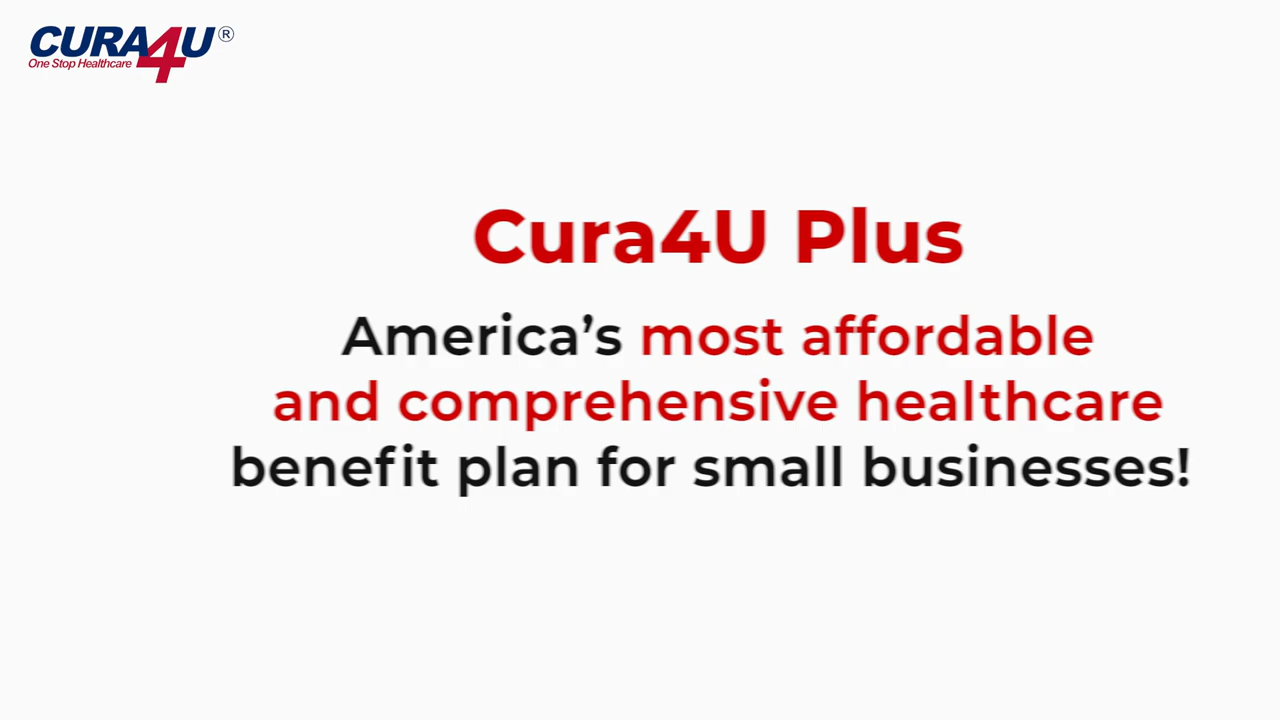 CURA4U®
One Stop Healthcare
Cura4U Plus
America’s most affordable
and comprehensive healthcare
benefit plan for small businesses!